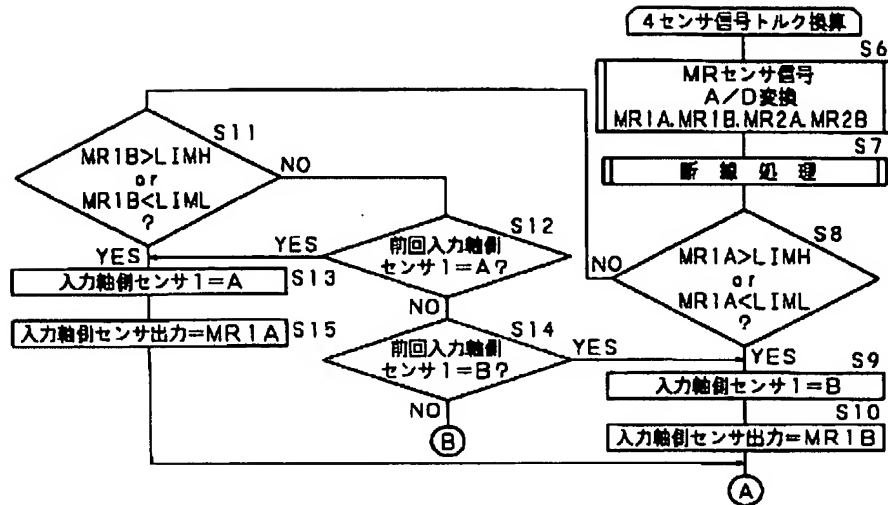 4センサ信号トルク換算
S6
MRセンサ信号
A/D変換
MR1A.MR1B.MR2A.MR2B
S7
断線処理
S8
MR1A>LIMH
or
MR1A<LIML
?
NO
YES
S9
入力軸側センサ1=B
S10
入力軸側センサ出力=MR1B
A
S11
MR1B>LIMH
or
MR1B<LIML
?
NO
YES
S12
前回入力軸側
センサ1=A?
YES
NO
S13
入力軸側センサ1=A
S14
前回入力軸側
センサ1=B?
YES
NO
B
S15
入力軸側センサ出力=MR1A